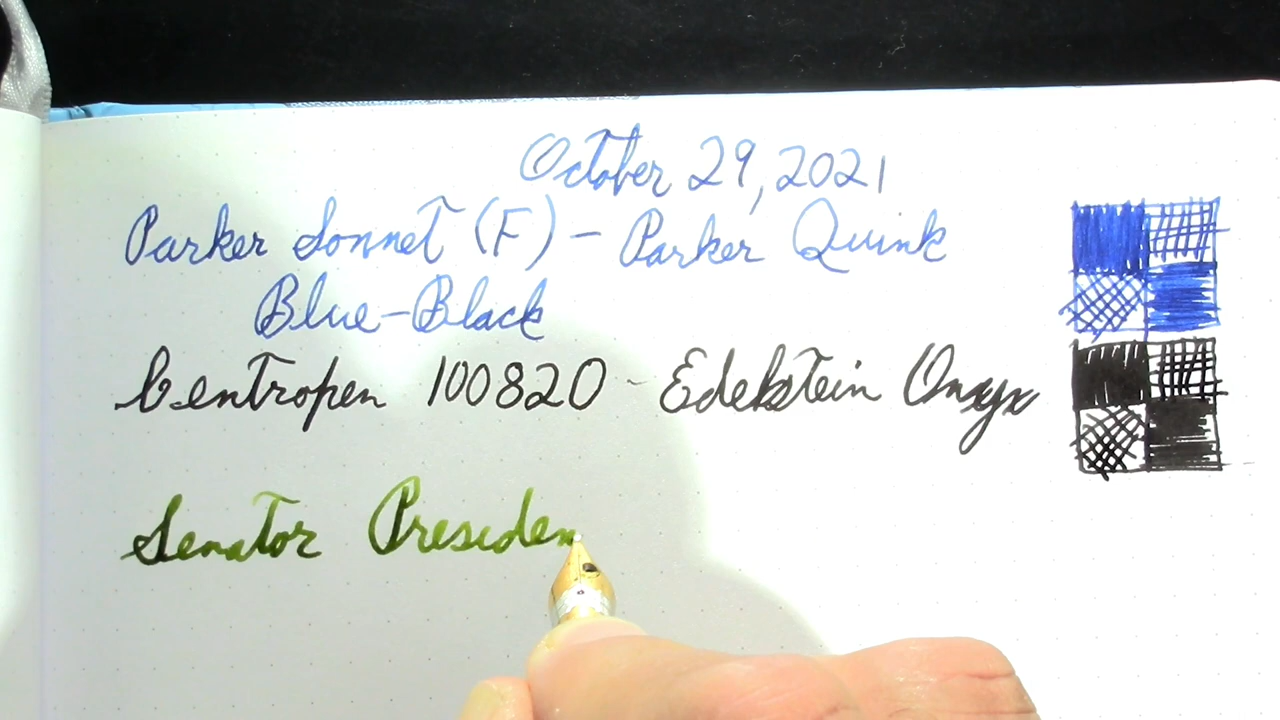 October 29, 2021
Parker Sonnet (F) - Parker Quink
Blue-Black
Centropen 100820 - Edelstein Onyx
Senator Presiden